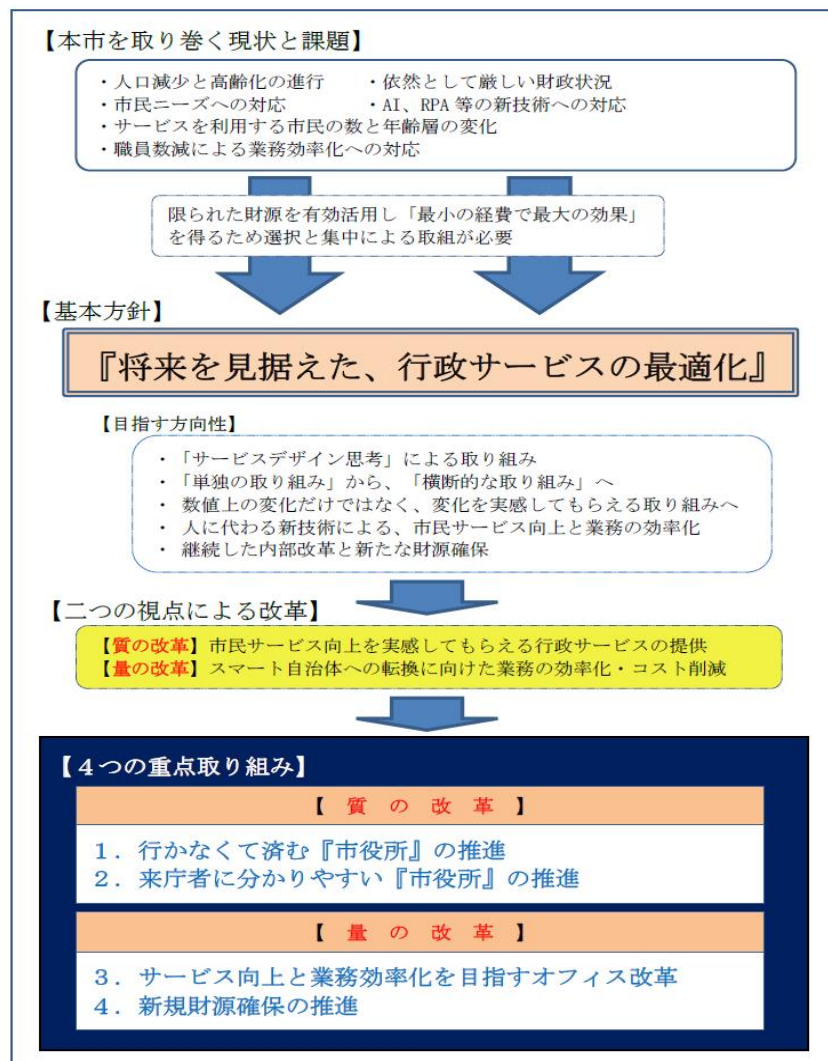 【本市を取り巻く現状と課題】
・人口減少と高齢化の進行　・依然として厳しい財政状況
・市民ニーズへの対応　・AI、RPA 等の新技術への対応
・サービスを利用する市民の数と年齢層の変化
・職員数減による業務効率化への対応
限られた財源を有効活用し「最小の経費で最大の効果」
を得るため選択と集中による取組が必要
【基本方針】
『将来を見据えた、行政サービスの最適化』
【目指す方向性】
・「サービスデザイン思考」による取り組み
・「単独の取り組み」から、「横断的な取り組み」へ
・ 数値上の変化だけではなく、変化を実感してもらえる取り組みへ
・ 人に代わる新技術による、市民サービス向上と業務の効率化
・ 継続した内部改革と新たな財源確保
【二つの視点による改革】
【質の改革】市民サービス向上を実感してもらえる行政サービスの提供
【量の改革】スマート自治体への転換に向けた業務の効率化・コスト削減
【４つの重点取り組み】
【 質 の 改 革 】
１．行かなくて済む『市役所』の推進
２．来庁者に分かりやすい『市役所』の推進
【 量 の 改 革 】
３．サービス向上と業務効率化を目指すオフィス改革
４．新規財源確保の推進